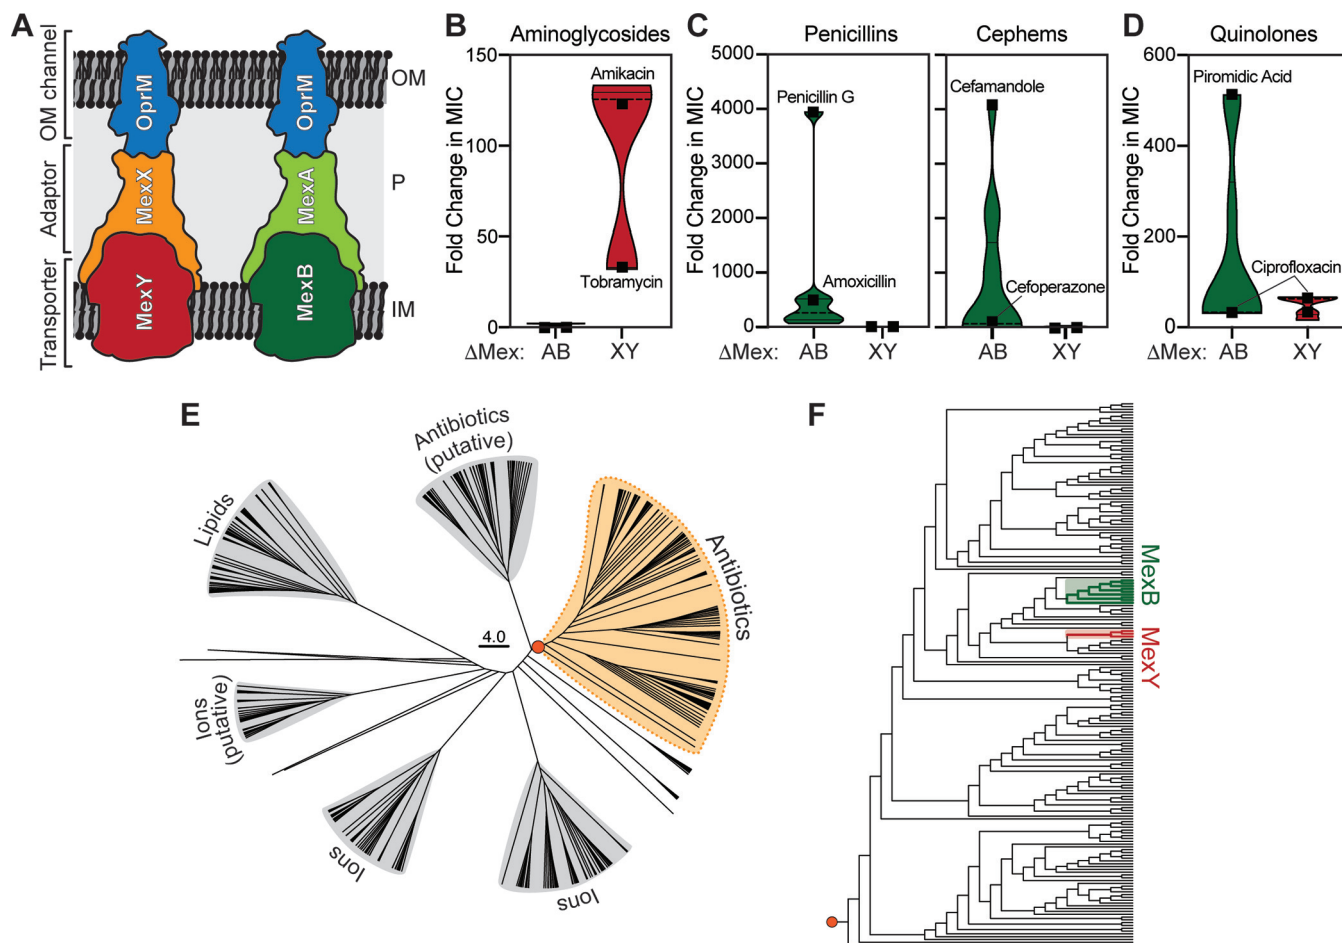 A
OM channel
Adaptor
Transporter
OprM
OprM
MexX
MexA
MexY
MexB
OM
P
IM
B
Aminoglycosides
Fold Change in MIC
150
100
50
0
Amikacin
Tobramycin
ΔMex: AB XY
C
Penicillins
Cephems
Fold Change in MIC
5000
4000
3000
2000
1000
0
Penicillin G
Amoxicillin
Cefamandole
Cefoperazone
ΔMex: AB XY AB XY
D
Quinolones
Fold Change in MIC
600
400
200
0
Piromidic Acid
Ciprofloxacin
ΔMex: AB XY
E
Antibiotics
(putative)
Lipids
Antibiotics
4.0
Ions
(putative)
Ions
Ions
F
MexB
MexY